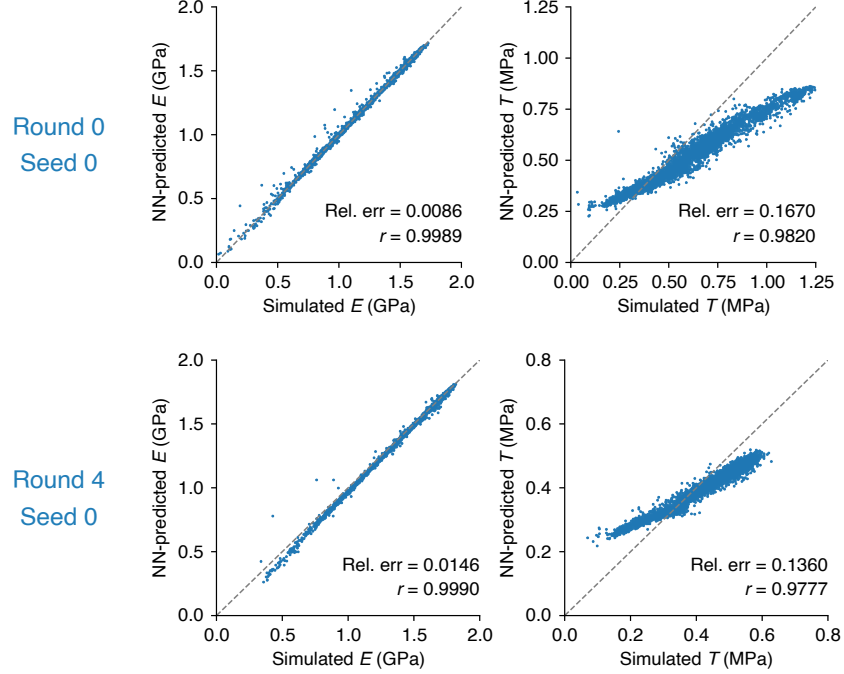 Round 0
Seed 0
NN-predicted E (GPa)
2.0
1.5
1.0
0.5
0.0
Rel. err = 0.0086
r = 0.9989
0.0 0.5 1.0 1.5 2.0
Simulated E (GPa)
NN-predicted T (MPa)
1.25
1.00
0.75
0.50
0.25
0.00
Rel. err = 0.1670
r = 0.9820
0.00 0.25 0.50 0.75 1.00 1.25
Simulated T (MPa)
Round 4
Seed 0
NN-predicted E (GPa)
2.0
1.5
1.0
0.5
0.0
Rel. err = 0.0146
r = 0.9990
0.0 0.5 1.0 1.5 2.0
Simulated E (GPa)
NN-predicted T (MPa)
0.8
0.6
0.4
0.2
0.0
Rel. err = 0.1360
r = 0.9777
0.0 0.2 0.4 0.6 0.8
Simulated T (MPa)